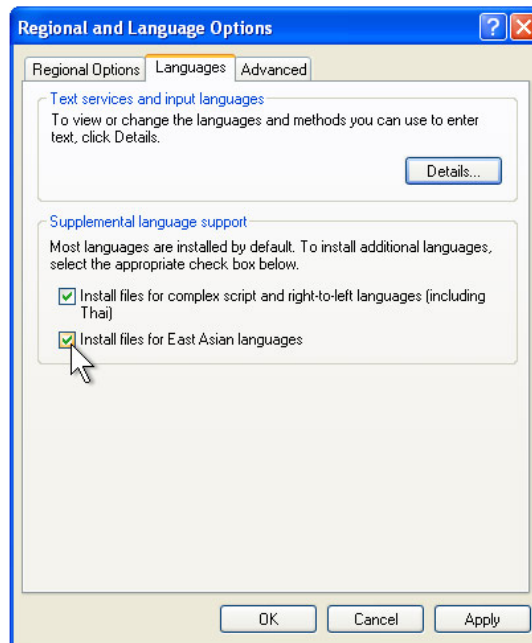 Regional and Language Options
Regional Options Languages Advanced
Text services and input languages
To view or change the languages and methods you can use to enter
text, click Details.
Details...
Supplemental language support
Most languages are installed by default. To install additional languages,
select the appropriate check box below.
Install files for complex script and right-to-left languages (including
Thai)
Install files for East Asian languages
OK Cancel Apply